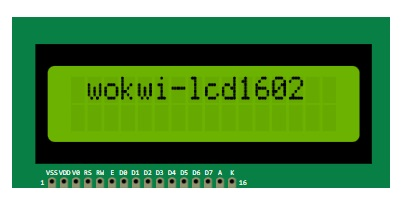 wokwi-lcd1602
VSS VDD V0 RS RW E D0 D1 D2 D3 D4 D5 D6 D7 A K
1 16